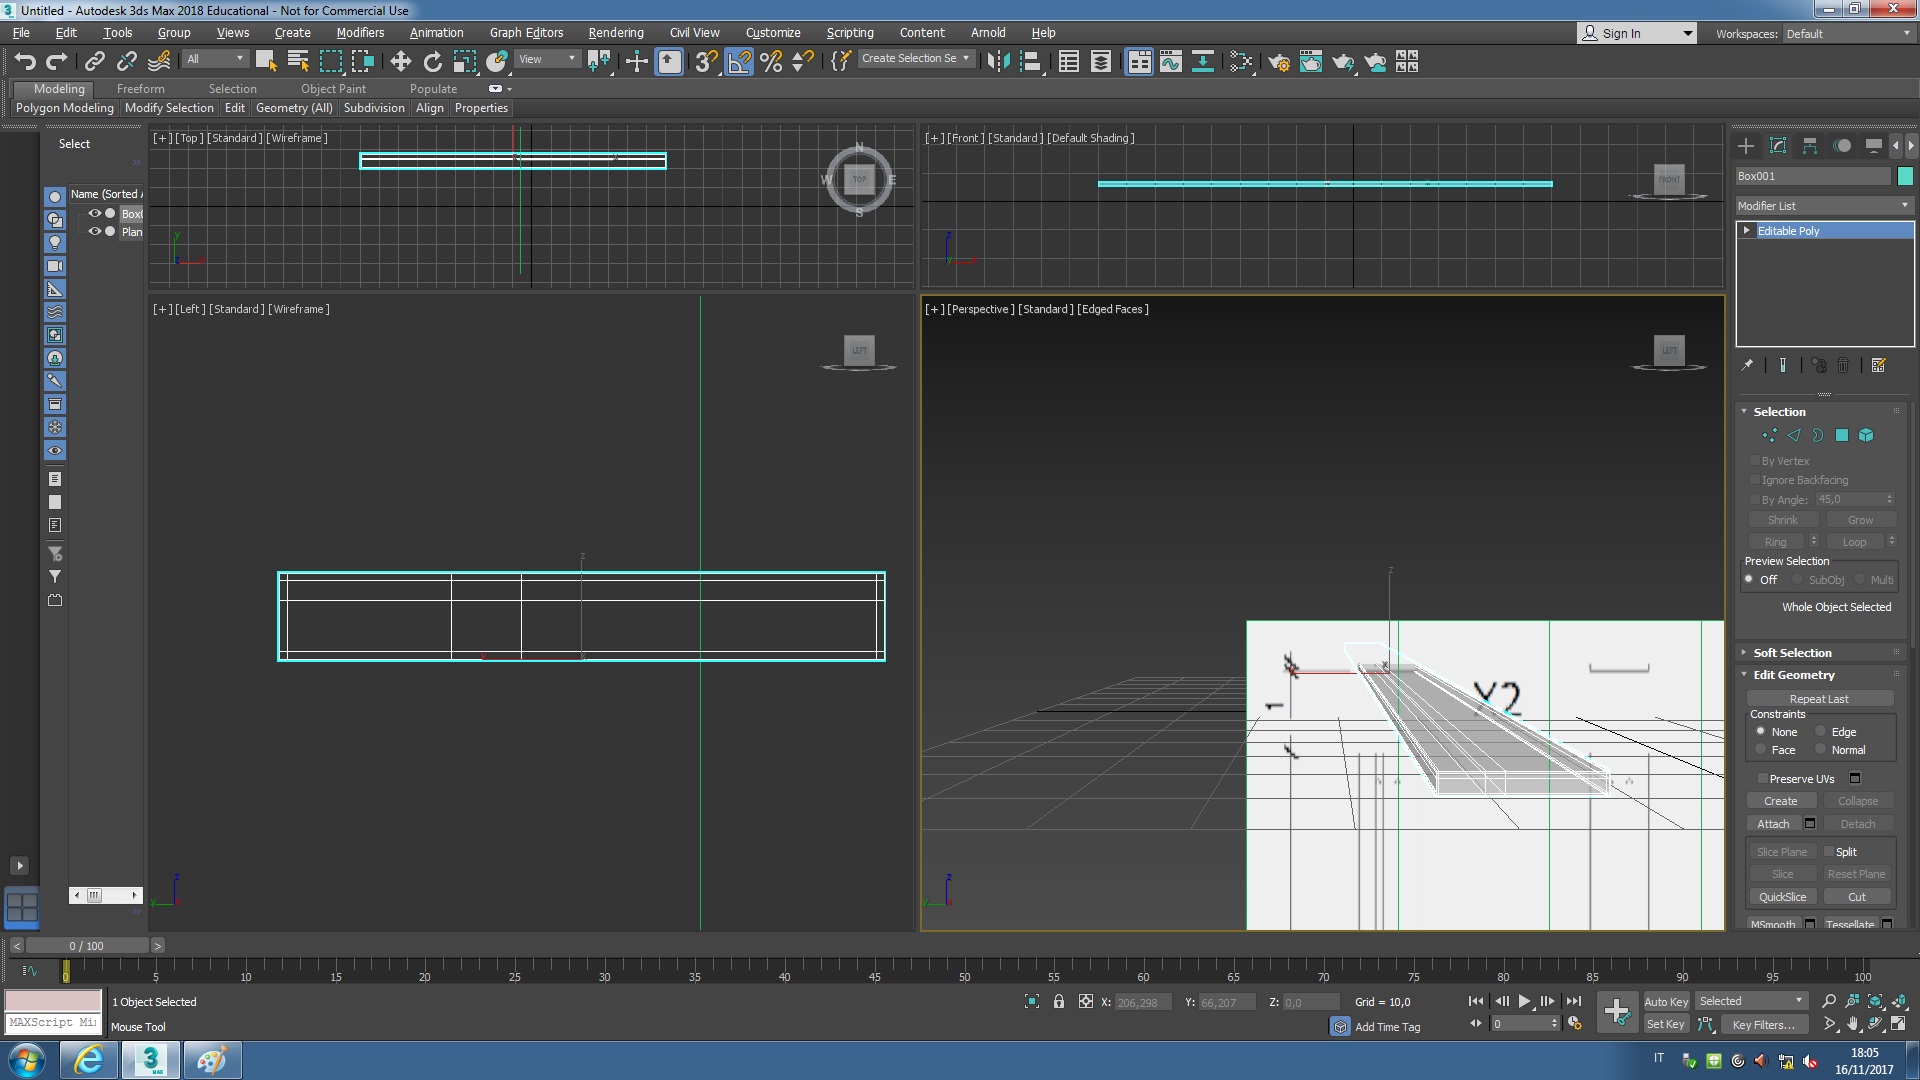 Untitled - Autodesk 3ds Max 2018 Educational - Not for Commercial Use
File Edit Tools Group Views Create Modifiers Animation Graph Editors Rendering Civil View Customize Scripting Content Arnold Help
Sign In
Workspaces: Default
All
View
Create Selection Se
Modeling Freeform Selection Object Paint Populate
Polygon Modeling Modify Selection Edit Geometry (All) Subdivision Align Properties
Select
Name (Sorted A
Box0
Plan
[+] [Top] [Standard] [Wireframe]
N
W TOP E
S
y
z x
[+] [Front] [Standard] [Default Shading]
FRONT
z
[+] [Left] [Standard] [Wireframe]
LEFT
z
y
z
y
[+] [Perspective] [Standard] [Edged Faces]
LEFT
z
x
X2
1
z
y
Box001
Modifier List
Editable Poly
Selection
By Vertex
Ignore Backfacing
By Angle: 45,0
Shrink Grow
Ring Loop
Preview Selection
Off SubObj Multi
Whole Object Selected
Soft Selection
Edit Geometry
Repeat Last
Constraints
None Edge
Face Normal
Preserve UVs
Create Collapse
Attach Detach
Slice Plane Split
Slice Reset Plane
QuickSlice Cut
MSmooth Tessellate
< 0 / 100 >
0 5 10 15 20 25 30 35 40 45 50 55 60 65 70 75 80 85 90 95 100
1 Object Selected
X: 206,298 Y: 66,207 Z: 0,0 Grid = 10,0
Auto Key Selected
MAXScript Mi
Mouse Tool
Add Time Tag
0
Set Key Key Filters...
3
MAX
IT
18:05
16/11/2017